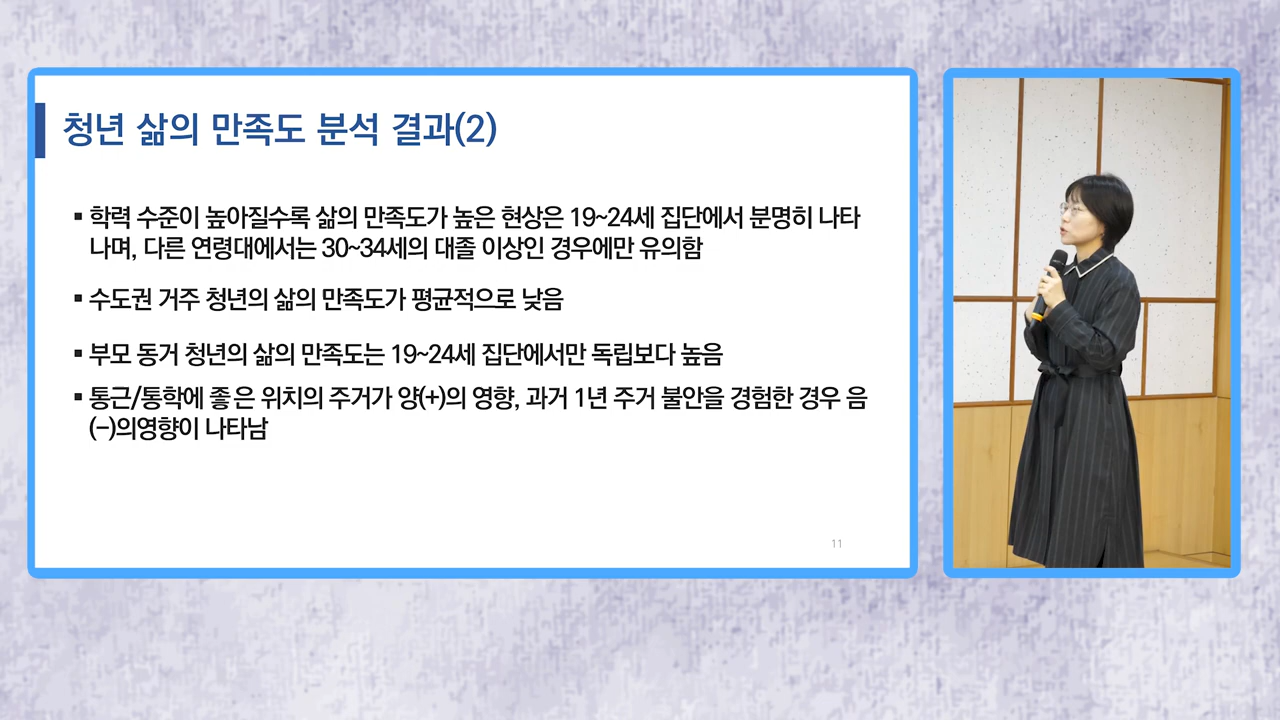 청년 삶의 만족도 분석 결과(2)
▪ 학력 수준이 높아질수록 삶의 만족도가 높은 현상은 19~24세 집단에서 분명히 나타
나며, 다른 연령대에서는 30~34세의 대졸 이상인 경우에만 유의함
▪ 수도권 거주 청년의 삶의 만족도가 평균적으로 낮음
▪ 부모 동거 청년의 삶의 만족도는 19~24세 집단에서만 독립보다 높음
▪ 통근/통학에 좋은 위치의 주거가 양(+)의 영향, 과거 1년 주거 불안을 경험한 경우 음
(-)의영향이 나타남
11